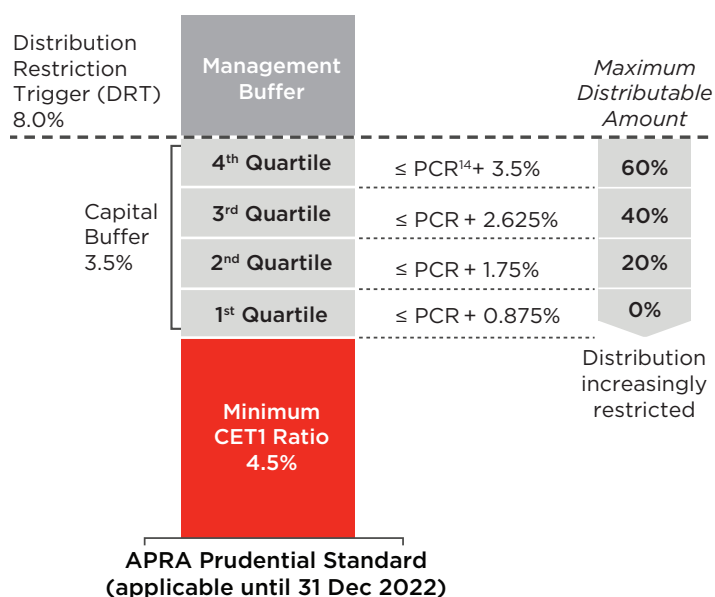 Distribution
Restriction
Trigger (DRT)
8.0%
Management
Buffer
Maximum
Distributable
Amount
Capital
Buffer
3.5%
4th Quartile
≤ PCR14+ 3.5%
60%
3rd Quartile
≤ PCR + 2.625%
40%
2nd Quartile
≤ PCR + 1.75%
20%
1st Quartile
≤ PCR + 0.875%
0%
Distribution
increasingly
restricted
Minimum
CET1 Ratio
4.5%
APRA Prudential Standard
(applicable until 31 Dec 2022)